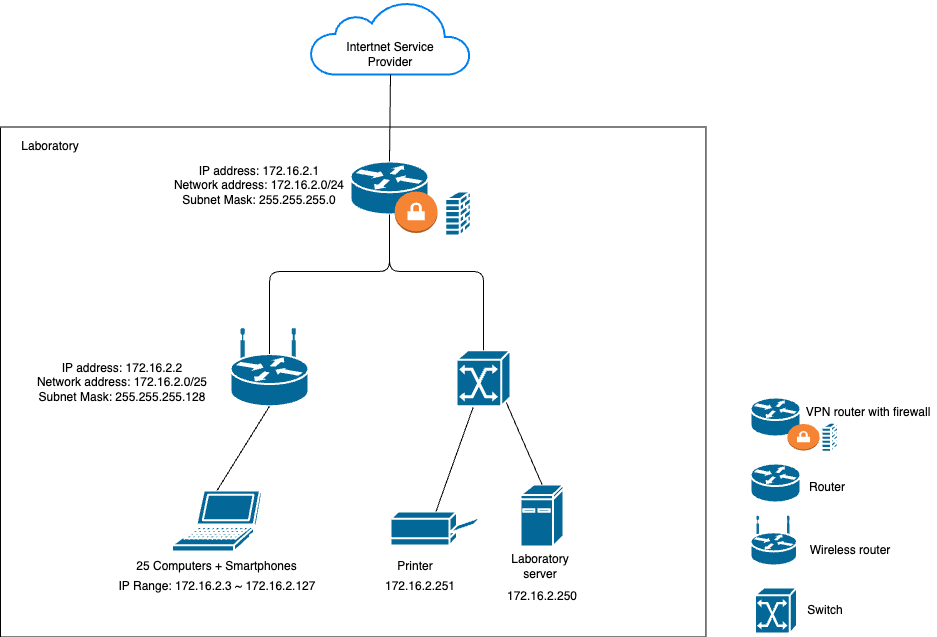 Internet Service
Provider
Laboratory
IP address: 172.16.2.1
Network address: 172.16.2.0/24
Subnet Mask: 255.255.255.0
IP address: 172.16.2.2
Network address: 172.16.2.0/25
Subnet Mask: 255.255.255.128
25 Computers + Smartphones
IP Range: 172.16.2.3 ~ 172.16.2.127
Printer
172.16.2.251
Laboratory
server
172.16.2.250
VPN router with firewall
Router
Wireless router
Switch